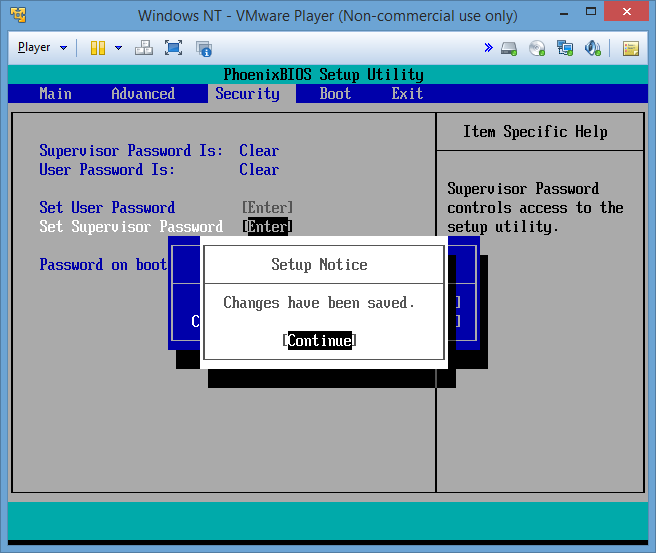 Windows NT - VMware Player (Non-commercial use only)
Player
PhoenixBIOS Setup Utility
Main Advanced Security Boot Exit
Item Specific Help
Supervisor Password Is: Clear
User Password Is: Clear
Set User Password [Enter]
Set Supervisor Password [Enter]
Password on boot
Supervisor Password
controls access to the
setup utility.
Setup Notice
Changes have been saved.
[Continue]
C
]
]